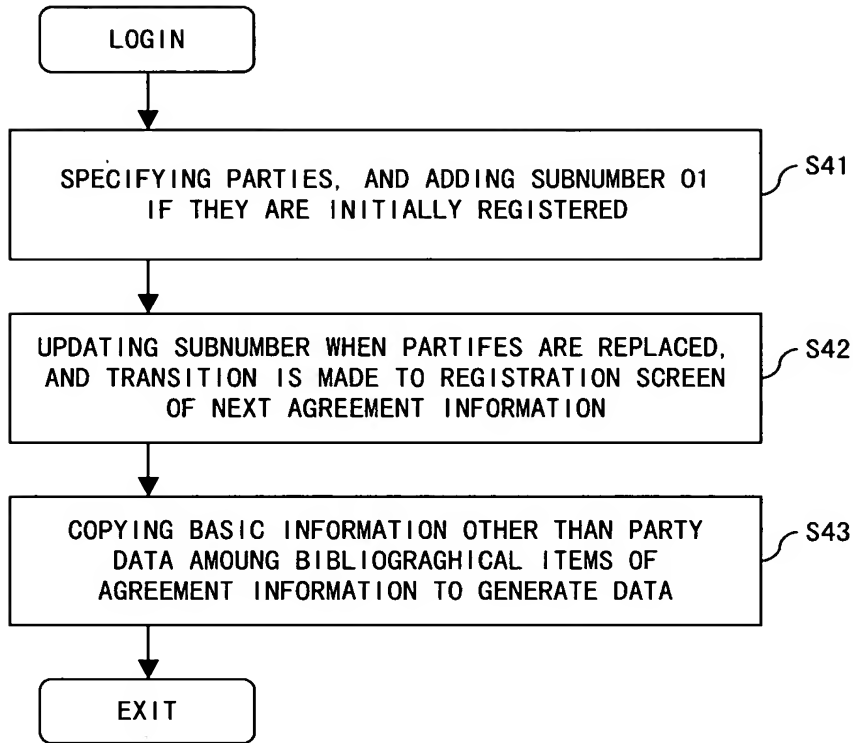 LOGIN
SPECIFYING PARTIES, AND ADDING SUBNUMBER 01
IF THEY ARE INITIALLY REGISTERED
S41
UPDATING SUBNUMBER WHEN PARTIFES ARE REPLACED,
AND TRANSITION IS MADE TO REGISTRATION SCREEN
OF NEXT AGREEMENT INFORMATION
S42
COPYING BASIC INFORMATION OTHER THAN PARTY
DATA AMOUNG BIBLIOGRAGHICAL ITEMS OF
AGREEMENT INFORMATION TO GENERATE DATA
S43
EXIT